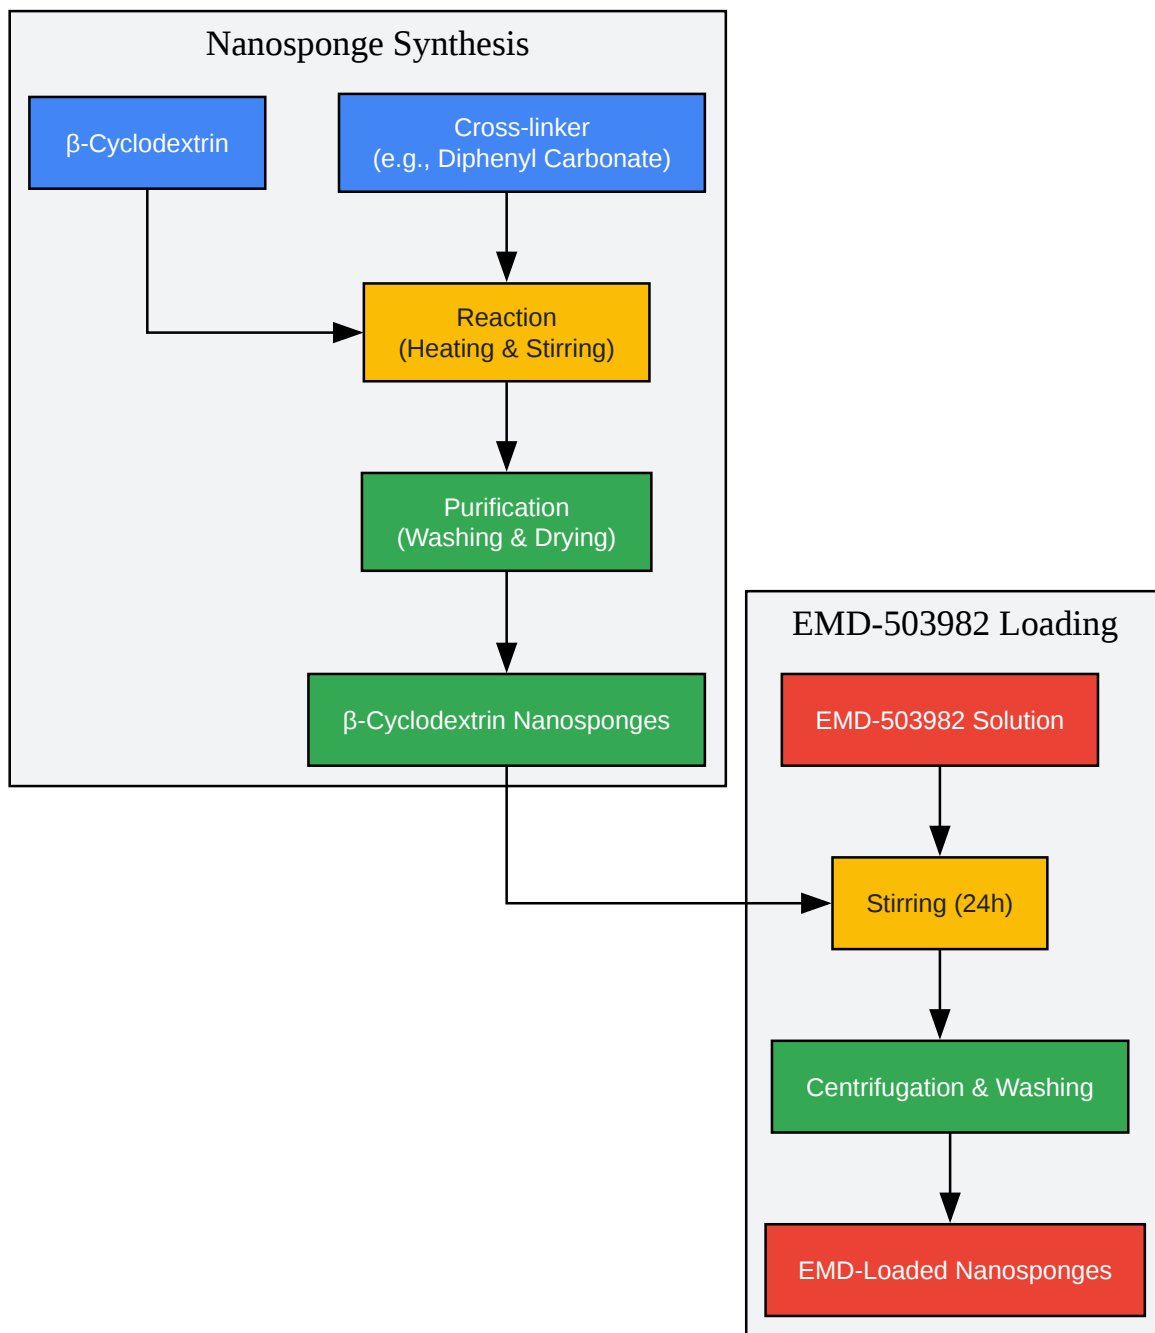 Nanosponge Synthesis
β-Cyclodextrin
Cross-linker
(e.g., Diphenyl Carbonate)
Reaction
(Heating & Stirring)
Purification
(Washing & Drying)
β-Cyclodextrin Nanosponges
EMD-503982 Loading
EMD-503982 Solution
Stirring (24h)
Centrifugation & Washing
EMD-Loaded Nanosponges